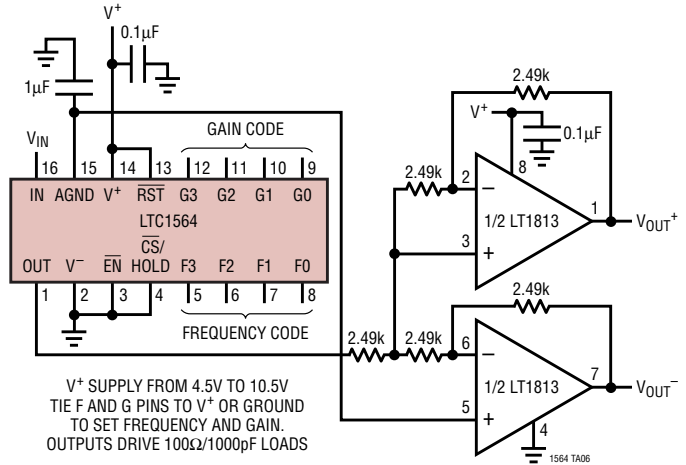 V+
0.1µF
1µF
VIN
GAIN CODE
16 15 14 13 12 11 10 9
IN AGND V+ RST G3 G2 G1 G0
LTC1564
CS/
OUT V− EN HOLD F3 F2 F1 F0
1 2 3 4 5 6 7 8
FREQUENCY CODE
V+ SUPPLY FROM 4.5V TO 10.5V
TIE F AND G PINS TO V+ OR GROUND
TO SET FREQUENCY AND GAIN.
OUTPUTS DRIVE 100Ω/1000pF LOADS
2.49k
V+
0.1µF
8
2.49k
2
−
1/2 LT1813
1
VOUT+
3
+
2.49k
2.49k
2.49k
6
−
1/2 LT1813
7
VOUT−
5
+
4
1564 TA06